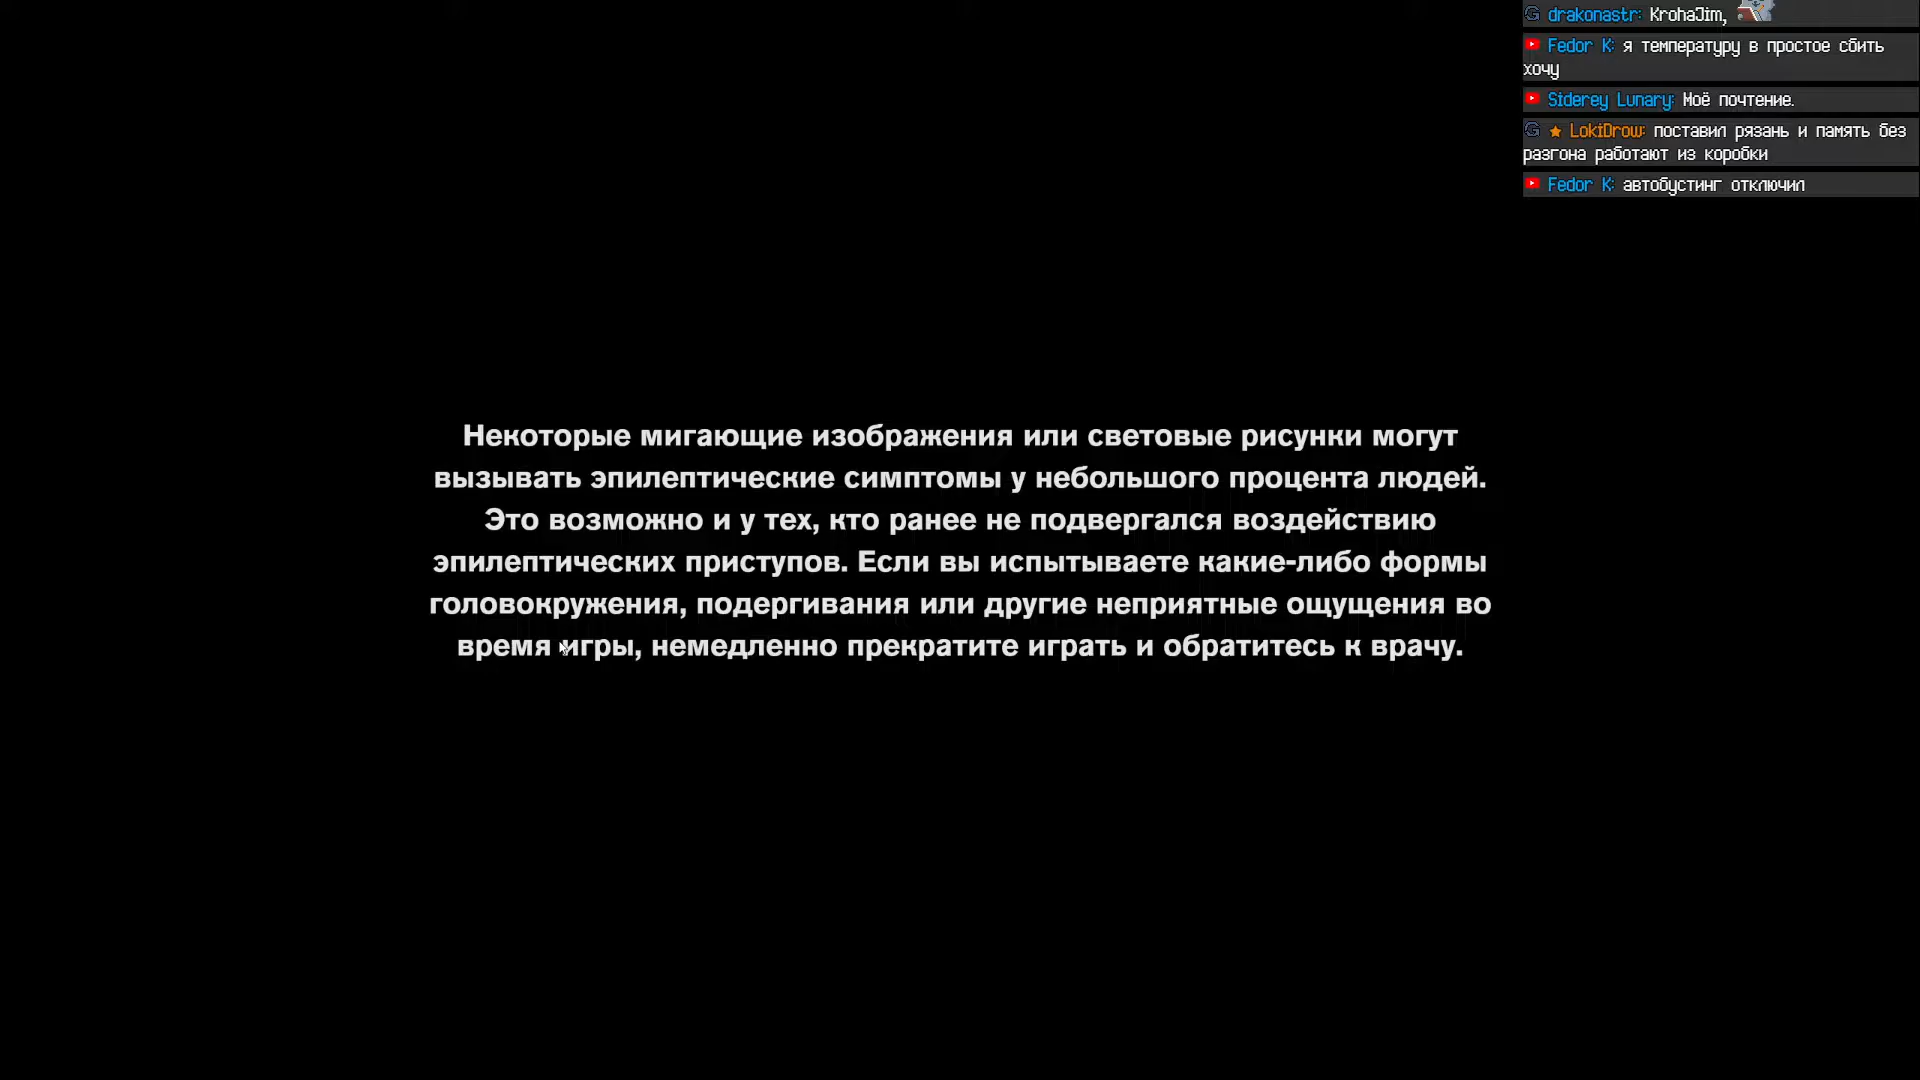 drakonastr: KrohaJim,
Fedor K: я температуру в простое сбить
хочу
Siderey Lunary: Моё почтение.
LokiDrow: поставил рязань и память без
разгона работают из коробки
Fedor K: автобустинг отключил
Некоторые мигающие изображения или световые рисунки могут
вызывать эпилептические симптомы у небольшого процента людей.
Это возможно и у тех, кто ранее не подвергался воздействию
эпилептических приступов. Если вы испытываете какие-либо формы
головокружения, подергивания или другие неприятные ощущения во
время игры, немедленно прекратите играть и обратитесь к врачу.